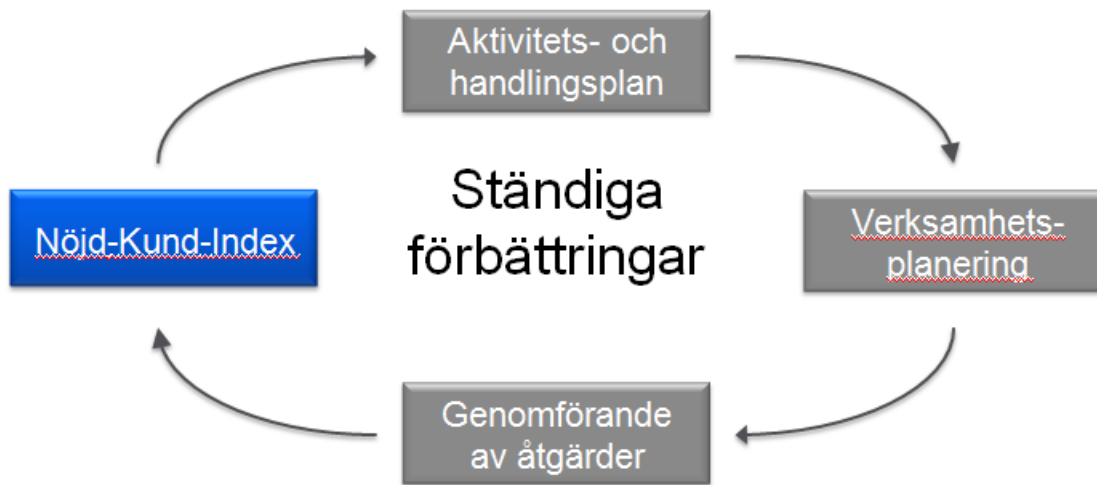 Aktivitets- och
handlingsplan
Ständiga
förbättringar
Nöjd-Kund-Index
Verksamhets-
planering
Genomförande
av åtgärder